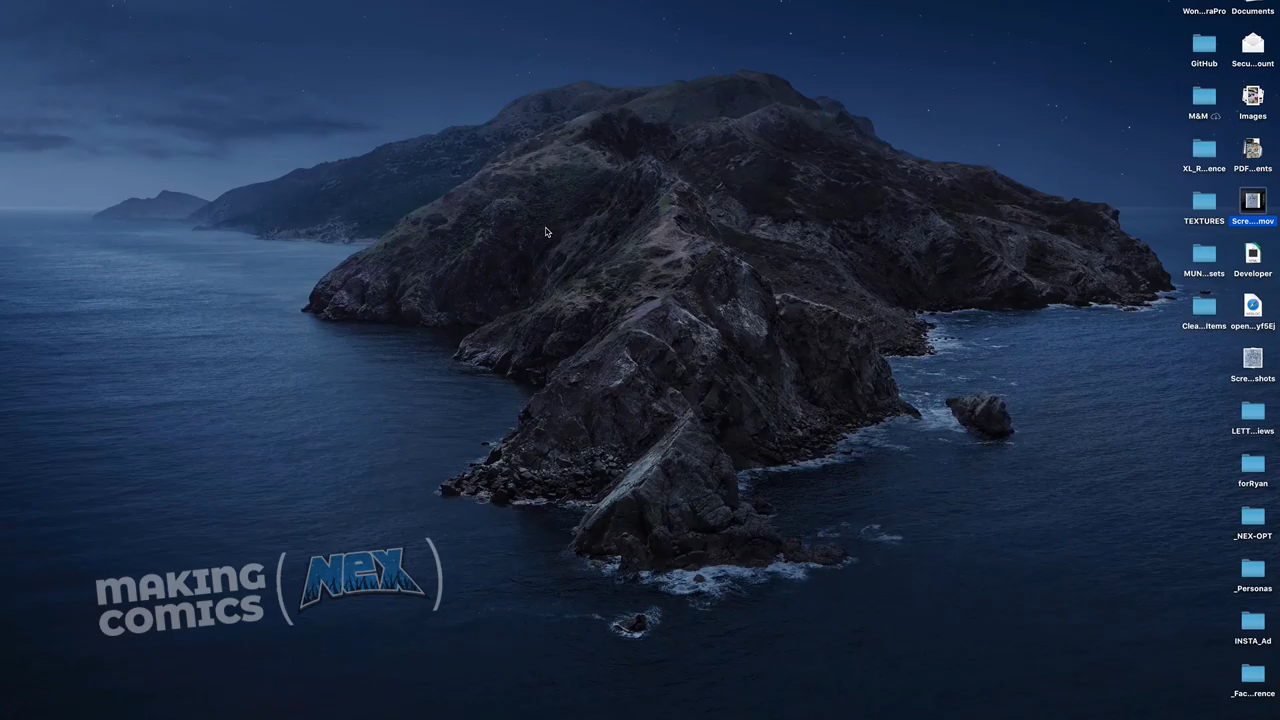 Won...raPro Documents
GitHub Secu...ount
M&M Images
XL_R...ence PDF...ents
TEXTURES Scre....mov
MUN...sets Developer
Clea...items open...yf5Ej
Scre...shots
LETT...iews
forRyan
_NEX-OPT
_Personas
INSTA_Ad
_Fac...rence
MAKING
COMICS
(NEX)